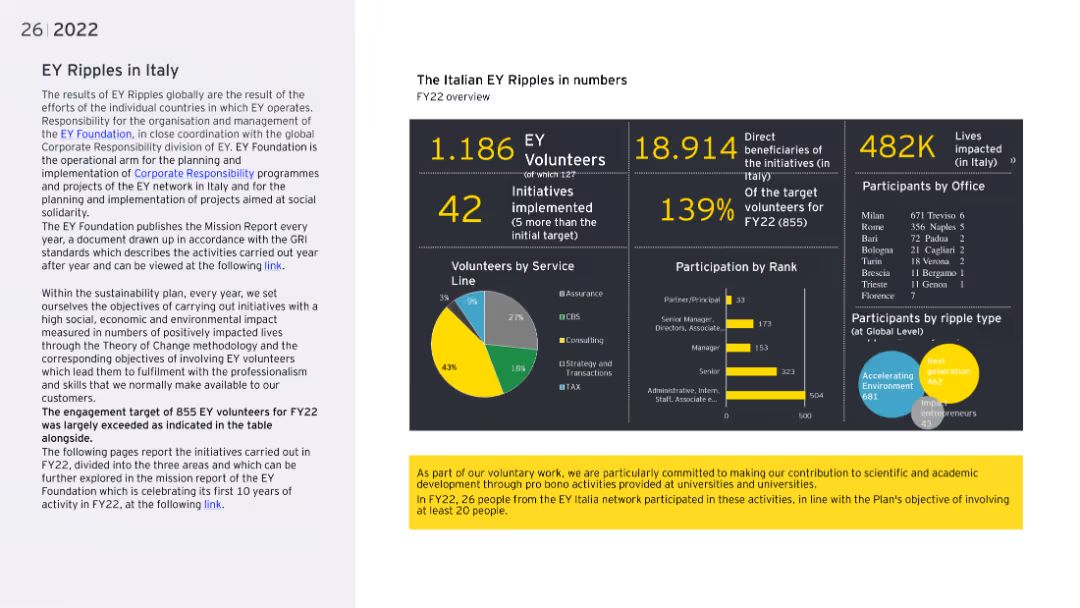 26 | 2022
EY Ripples in Italy
The results of EY Ripples globally are the result of the
efforts of the individual countries in which EY operates.
Responsibility for the organisation and management of
the EY Foundation, in close coordination with the global
Corporate Responsibility division of EY. EY Foundation is
the operational arm for the planning and
implementation of Corporate Responsibility programmes
and projects of the EY network in Italy and for the
planning and implementation of projects aimed at social
solidarity.
The EY Foundation publishes the Mission Report every
year, a document drawn up in accordance with the GRI
standards which describes the activities carried out year
after year and can be viewed at the following link.
Within the sustainability plan, every year, we set
ourselves the objectives of carrying out initiatives with a
high social, economic and environmental impact
measured in numbers of positively impacted lives
through the Theory of Change methodology and the
corresponding objectives of involving EY volunteers
which lead them to fulfilment with the professionalism
and skills that we normally make available to our
customers.
The engagement target of 855 EY volunteers for FY22
was largely exceeded as indicated in the table
alongside.
The following pages report the initiatives carried out in
FY22, divided into the three areas and which can be
further explored in the mission report of the EY
Foundation which is celebrating its first 10 years of
activity in FY22, at the following link.
The Italian EY Ripples in numbers
FY22 overview
1.186 EY
Volunteers
(of which 127
18.914 Direct
beneficiaries of
the initiatives (in
Italy)
482K Lives
impacted
(in Italy) »
42 Initiatives
implemented
(5 more than the
initial target)
139% Of the target
volunteers for
FY22 (855)
Participants by Office
Milan 671 Treviso 6
Rome 356 Naples 5
Bari 72 Padua 2
Bologna 21 Cagliari 2
Turin 18 Verona 2
Brescia 11 Bergamo 1
Trieste 11 Genoa 1
Florence 7
Volunteers by Service
Line
3%
9%
27%
18%
43%
Assurance
CBS
Consulting
Strategy and
Transactions
TAX
Participation by Rank
Partner/Principal 33
Senior Manager,
Directors, Associate... 173
Manager 153
Senior 323
Administrative, Intern,
Staff, Associate e... 504
0 500
Participants by ripple type
(at Global Level)
Accelerating
Environment
681
Next
generation
462
Impact
entrepreneurs
43
As part of our voluntary work, we are particularly committed to making our contribution to scientific and academic
development through pro bono activities provided at universities and universities.
In FY22, 26 people from the EY Italia network participated in these activities, in line with the Plan's objective of involving
at least 20 people.